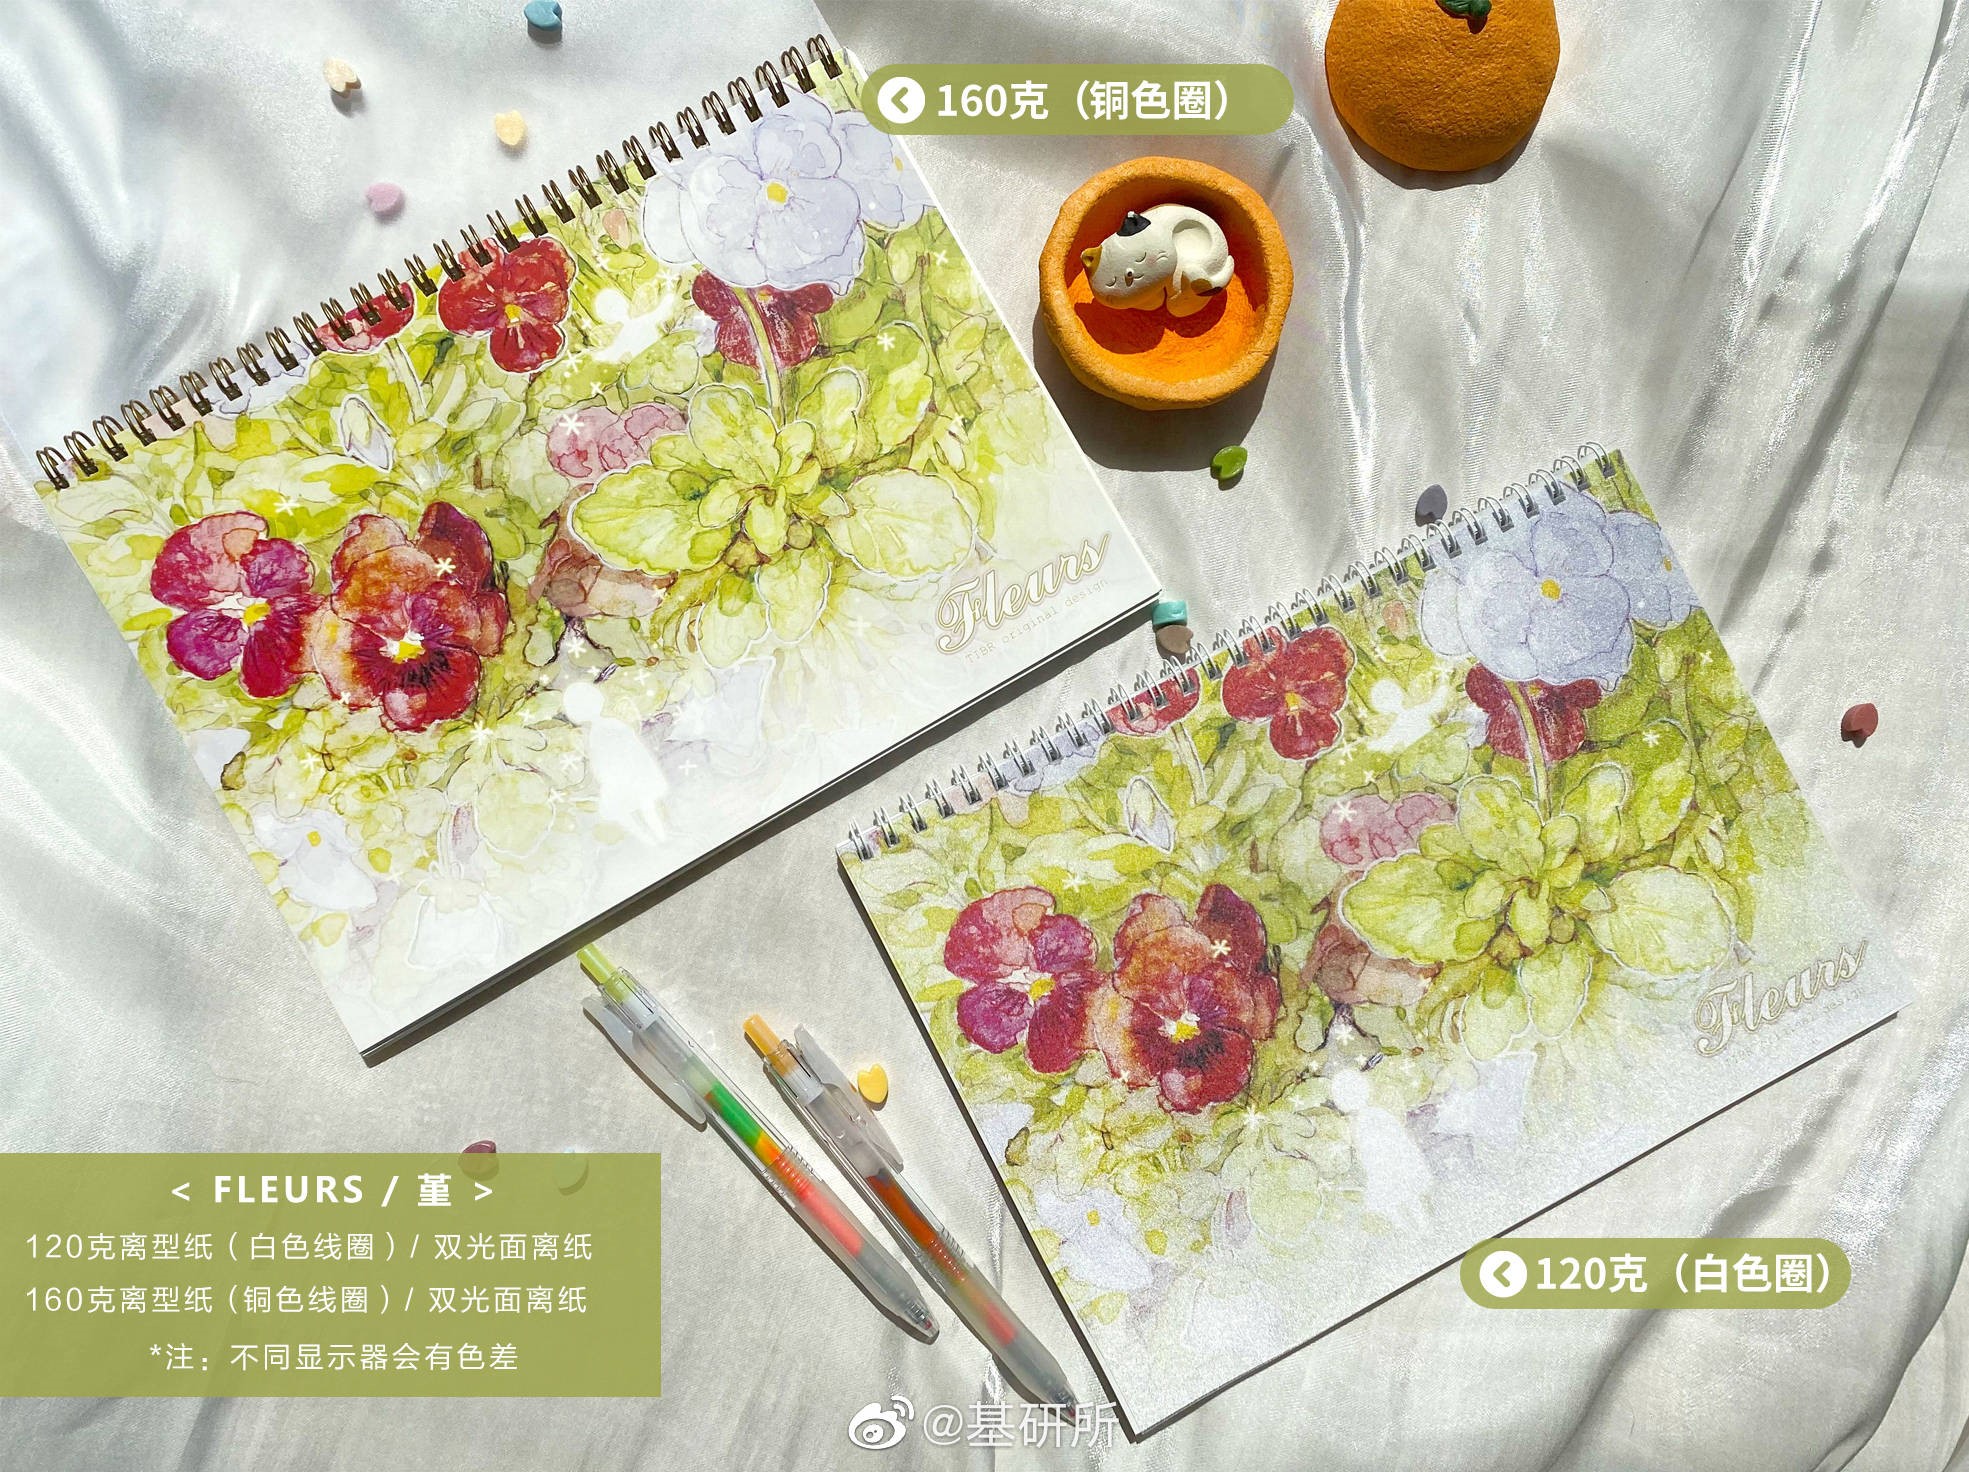 160克（铜色圈）
Fleurs
TIBR original design
Fleurs
< FLEURS / 堇 >
120克离型纸（白色线圈）/ 双光面离纸
160克离型纸（铜色线圈）/ 双光面离纸
*注：不同显示器会有色差
120克（白色圈）
@基研所